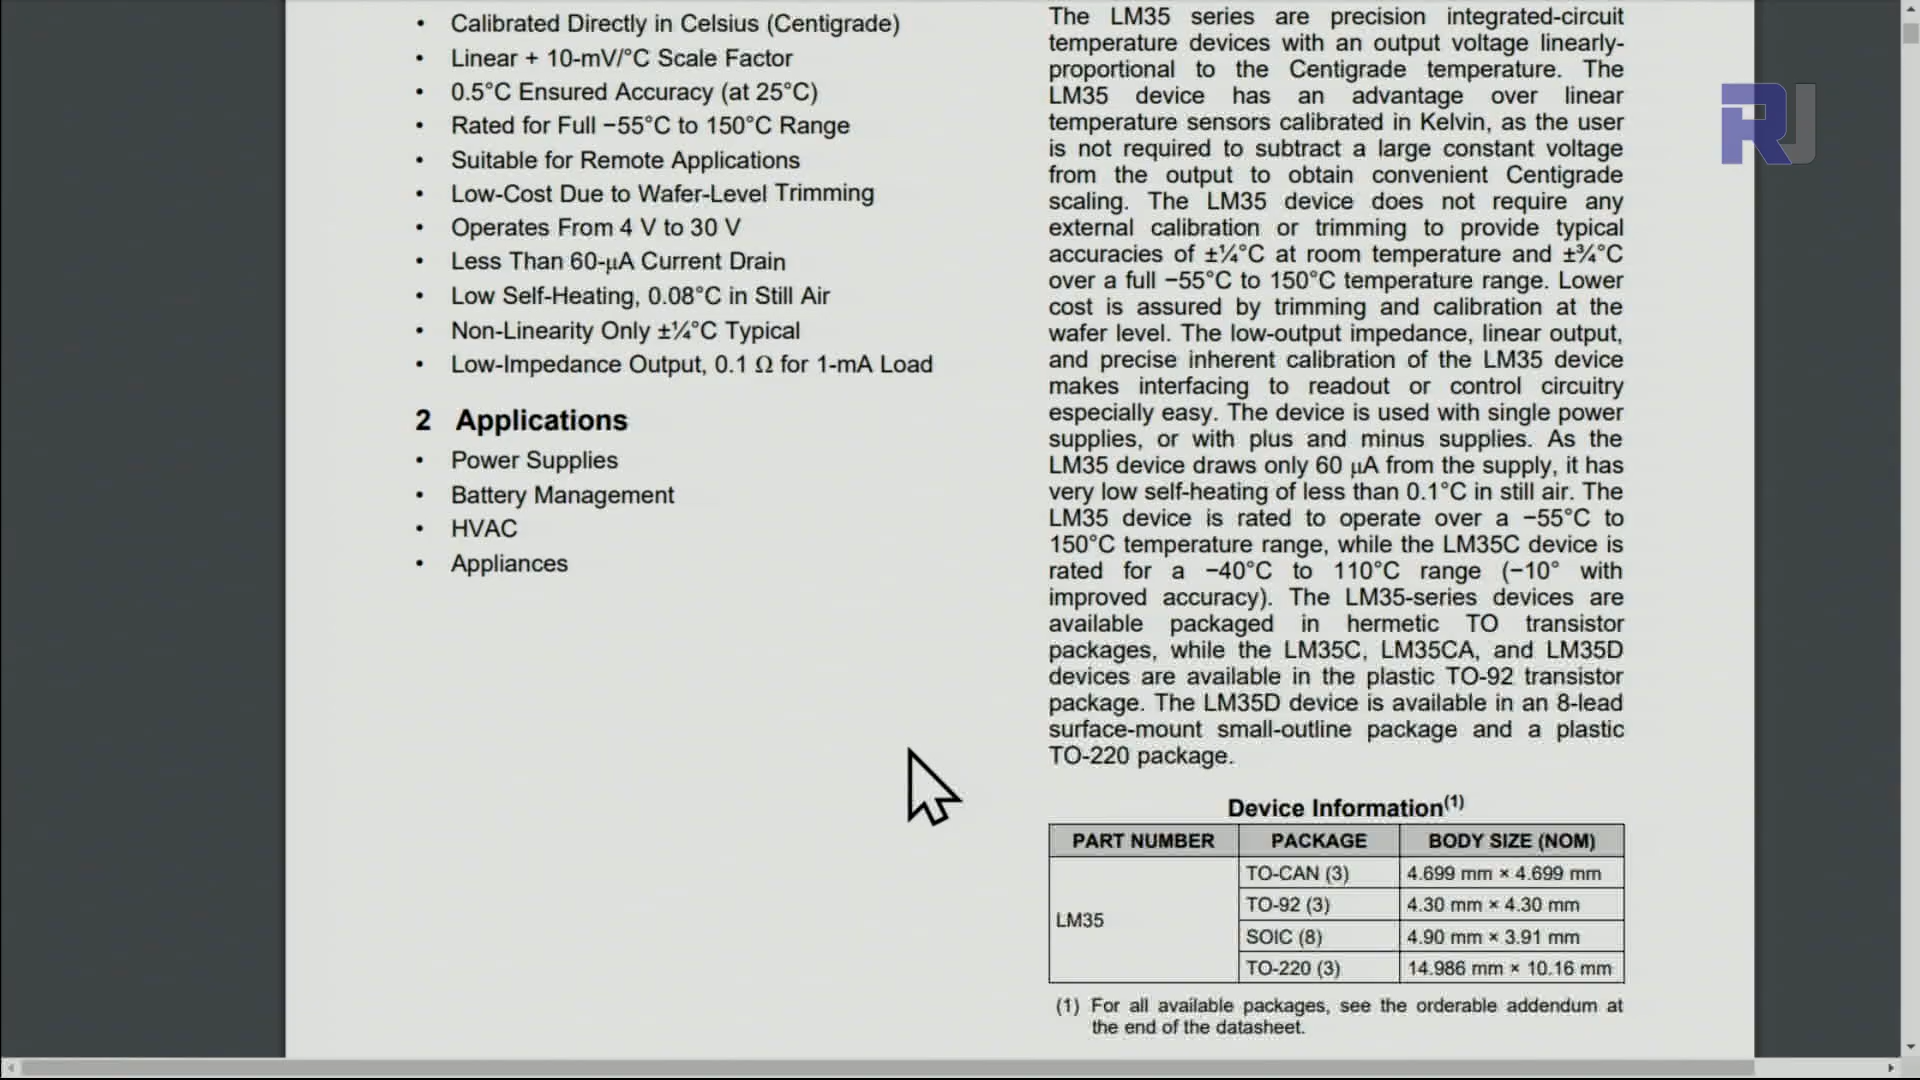 • Calibrated Directly in Celsius (Centigrade)
• Linear + 10-mV/°C Scale Factor
• 0.5°C Ensured Accuracy (at 25°C)
• Rated for Full −55°C to 150°C Range
• Suitable for Remote Applications
• Low-Cost Due to Wafer-Level Trimming
• Operates From 4 V to 30 V
• Less Than 60-μA Current Drain
• Low Self-Heating, 0.08°C in Still Air
• Non-Linearity Only ±¼°C Typical
• Low-Impedance Output, 0.1 Ω for 1-mA Load
2 Applications
• Power Supplies
• Battery Management
• HVAC
• Appliances
The LM35 series are precision integrated-circuit
temperature devices with an output voltage linearly-
proportional to the Centigrade temperature. The
LM35 device has an advantage over linear
temperature sensors calibrated in Kelvin, as the user
is not required to subtract a large constant voltage
from the output to obtain convenient Centigrade
scaling. The LM35 device does not require any
external calibration or trimming to provide typical
accuracies of ±¼°C at room temperature and ±¾°C
over a full −55°C to 150°C temperature range. Lower
cost is assured by trimming and calibration at the
wafer level. The low-output impedance, linear output,
and precise inherent calibration of the LM35 device
makes interfacing to readout or control circuitry
especially easy. The device is used with single power
supplies, or with plus and minus supplies. As the
LM35 device draws only 60 μA from the supply, it has
very low self-heating of less than 0.1°C in still air. The
LM35 device is rated to operate over a −55°C to
150°C temperature range, while the LM35C device is
rated for a −40°C to 110°C range (−10° with
improved accuracy). The LM35-series devices are
available packaged in hermetic TO transistor
packages, while the LM35C, LM35CA, and LM35D
devices are available in the plastic TO-92 transistor
package. The LM35D device is available in an 8-lead
surface-mount small-outline package and a plastic
TO-220 package.
Device Information(1)
PART NUMBER PACKAGE BODY SIZE (NOM)
LM35
TO-CAN (3) 4.699 mm × 4.699 mm
TO-92 (3) 4.30 mm × 4.30 mm
SOIC (8) 4.90 mm × 3.91 mm
TO-220 (3) 14.986 mm × 10.16 mm
(1) For all available packages, see the orderable addendum at
the end of the datasheet.
RJ